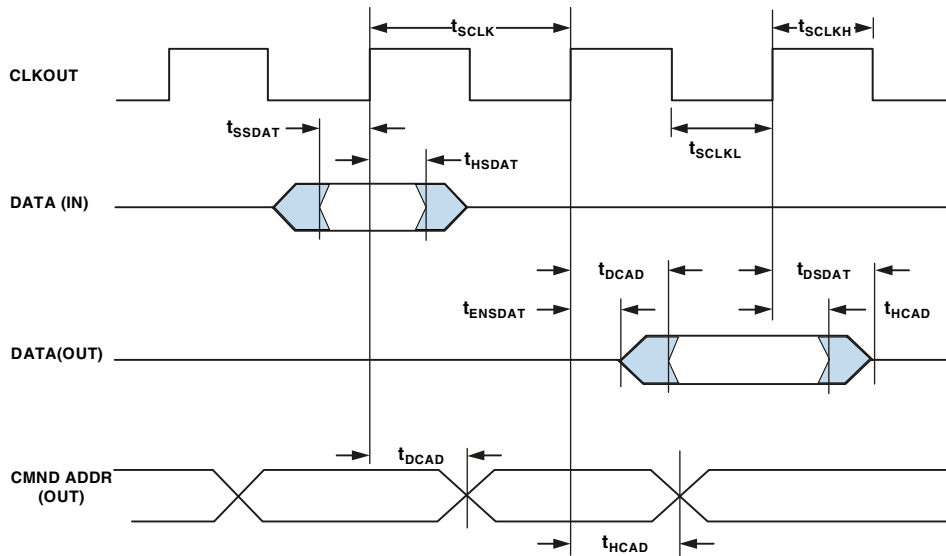 tSCLK
tSCLKH
CLKOUT
tSSDAT
tHSDAT
tSCLKL
DATA (IN)
tDCAD
tDSDAT
tENSDAT
tHCAD
DATA(OUT)
CMND ADDR
(OUT)
tDCAD
tHCAD